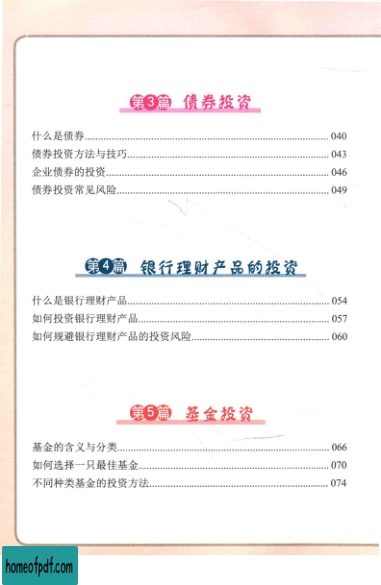 第3篇 债券投资
什么是债券................................................................ 040
债券投资方法与技巧................................................ 043
企业债券的投资........................................................ 046
债券投资常见风险.................................................... 049
第4篇 银行理财产品的投资
什么是银行理财产品................................................ 054
如何投资银行理财产品............................................ 057
如何规避银行理财产品的投资风险........................ 060
第5篇 基金投资
基金的含义与分类.................................................... 066
如何选择一只最佳基金............................................ 070
不同种类基金的投资方法........................................ 074
homeofpdf.com